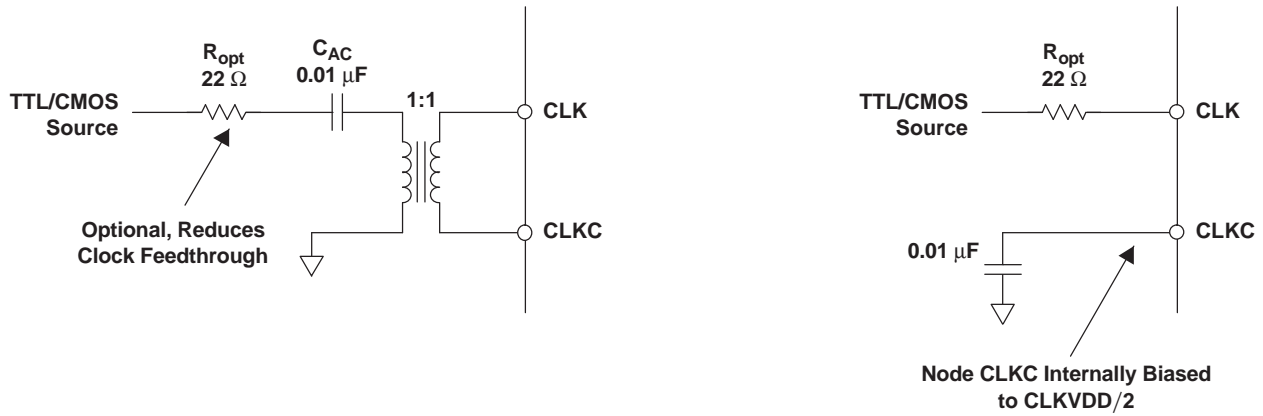 R_opt
22 Ω
C_AC
0.01 μF
1:1
TTL/CMOS
Source
CLK
CLKC
Optional, Reduces
Clock Feedthrough
R_opt
22 Ω
TTL/CMOS
Source
CLK
CLKC
0.01 μF
Node CLKC Internally Biased
to CLKVDD/2